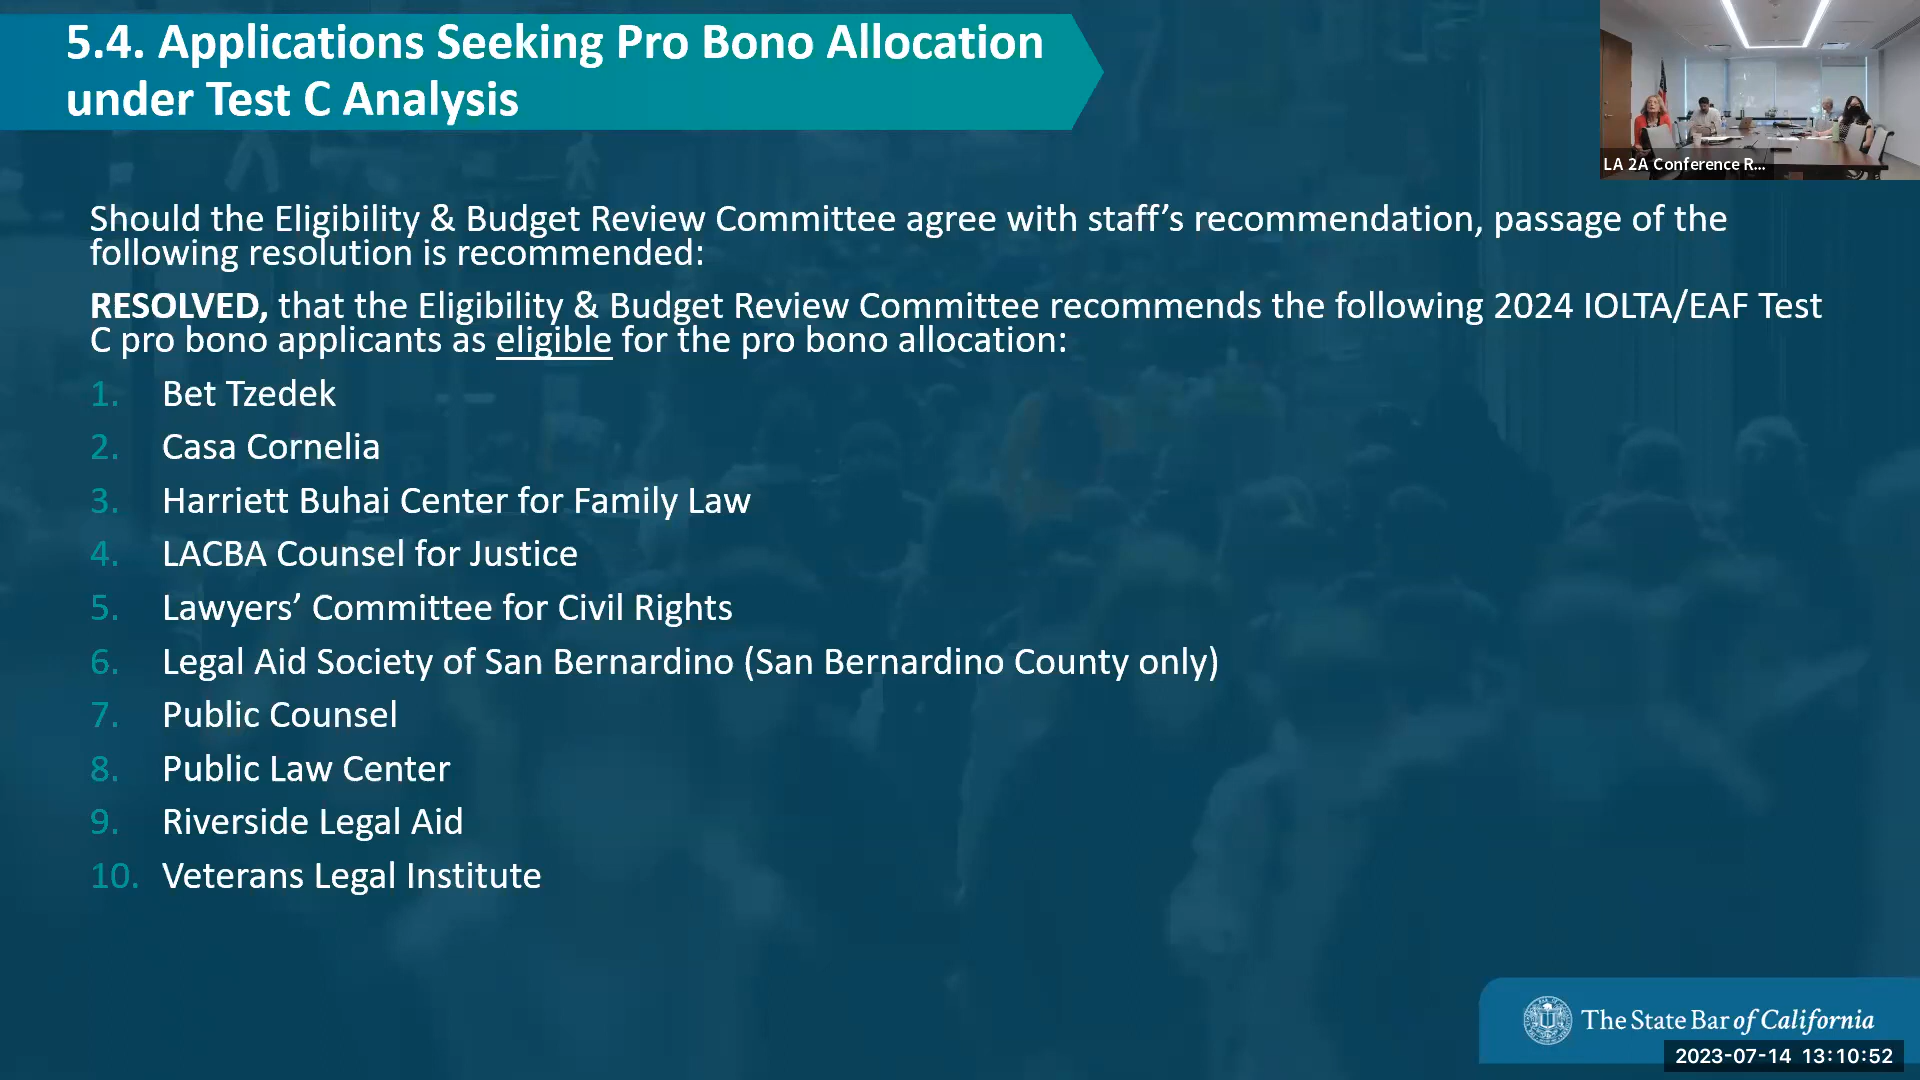 5.4. Applications Seeking Pro Bono Allocation
under Test C Analysis
LA 2A Conference R...
Should the Eligibility & Budget Review Committee agree with staff’s recommendation, passage of the
following resolution is recommended:
RESOLVED, that the Eligibility & Budget Review Committee recommends the following 2024 IOLTA/EAF Test
C pro bono applicants as eligible for the pro bono allocation:
1. Bet Tzedek
2. Casa Cornelia
3. Harriett Buhai Center for Family Law
4. LACBA Counsel for Justice
5. Lawyers’ Committee for Civil Rights
6. Legal Aid Society of San Bernardino (San Bernardino County only)
7. Public Counsel
8. Public Law Center
9. Riverside Legal Aid
10. Veterans Legal Institute
The State Bar of California
2023-07-14 13:10:52